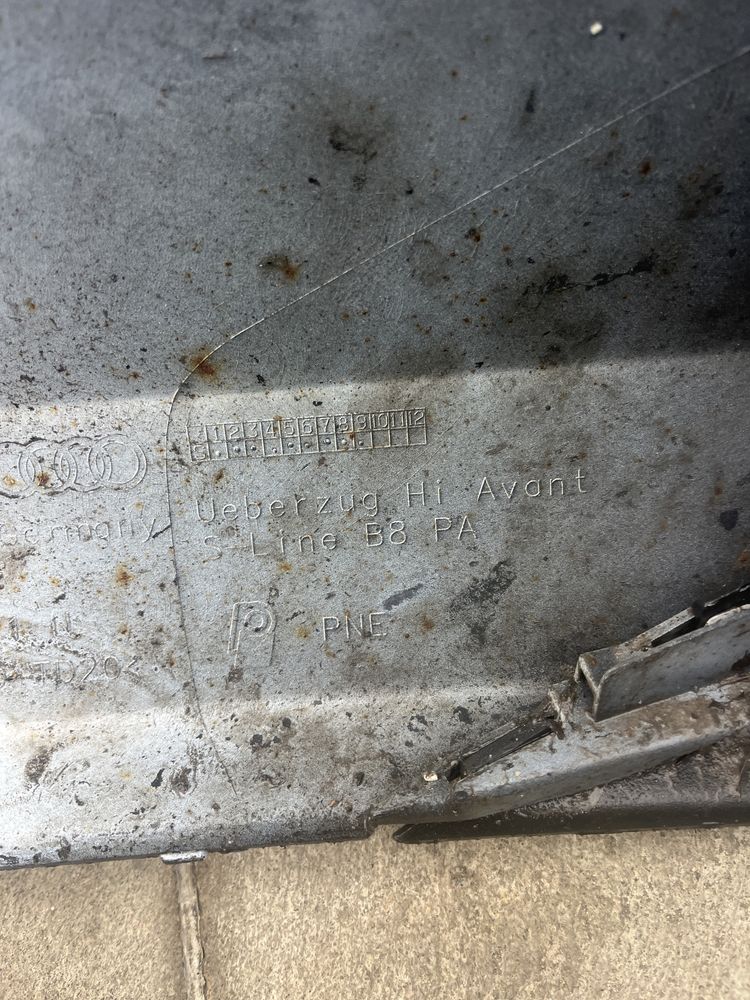 1 2 3 4 5 6 7 8 9 10 11 12
Germany
Ueberzug Hi Avant
S-Line B8 PA
PNE